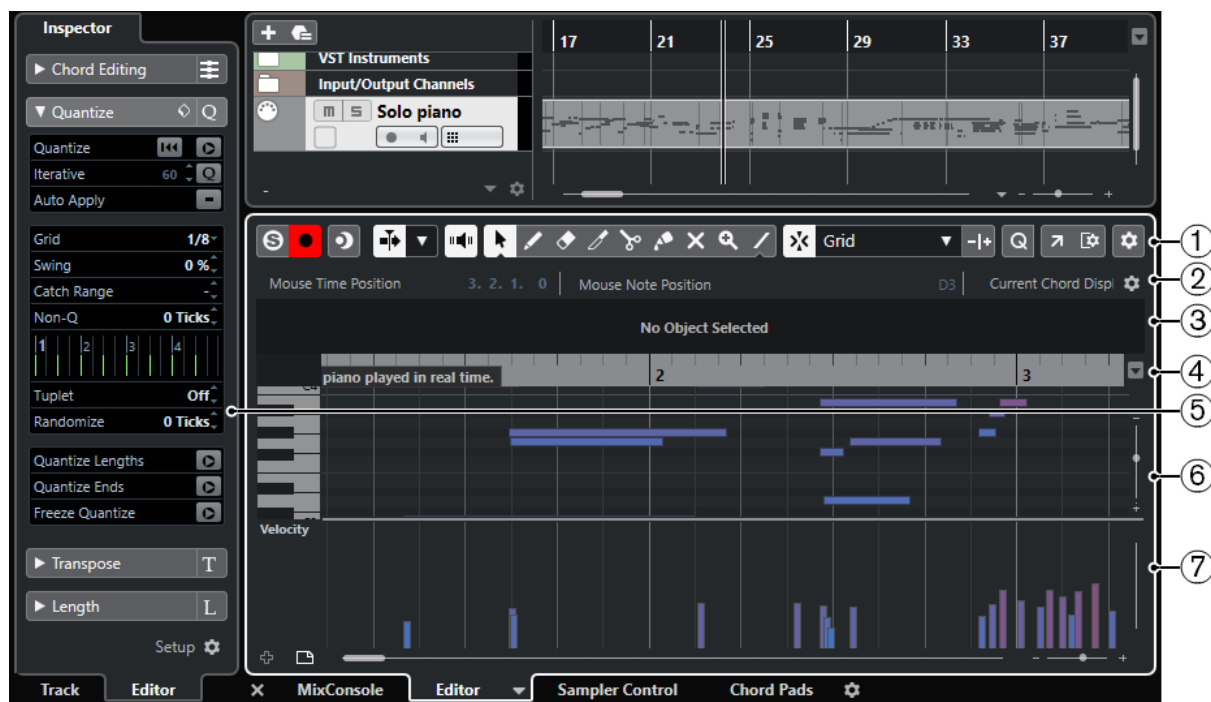 Inspector
Chord Editing
Quantize Q
Quantize
Iterative 60 Q
Auto Apply
Grid 1/8
Swing 0 %
Catch Range -
Non-Q 0 Ticks
1 2 3 4
Tuplet Off
Randomize 0 Ticks
Quantize Lengths
Quantize Ends
Freeze Quantize
Transpose T
Length L
Setup
Track Editor
17 21 25 29 33 37
VST Instruments
Input/Output Channels
m S Solo piano
-
S Grid Q
Mouse Time Position 3. 2. 1. 0 Mouse Note Position D3 Current Chord Displ
No Object Selected
piano played in real time. 2 3
Velocity
MixConsole Editor Sampler Control Chord Pads
1
2
3
4
5
6
7